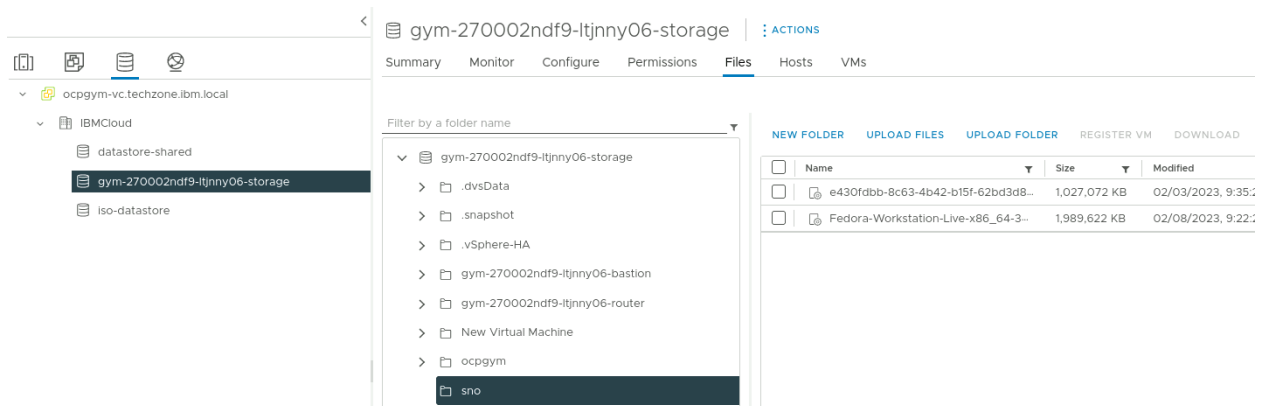 gym-270002ndf9-ltjnny06-storage
ACTIONS
Summary Monitor Configure Permissions Files Hosts VMs
ocpgym-vc.techzone.ibm.local
IBMCloud
datastore-shared
gym-270002ndf9-ltjnny06-storage
iso-datastore
Filter by a folder name
gym-270002ndf9-ltjnny06-storage
.dvsData
.snapshot
.vSphere-HA
gym-270002ndf9-ltjnny06-bastion
gym-270002ndf9-ltjnny06-router
New Virtual Machine
ocpgym
sno
NEW FOLDER UPLOAD FILES UPLOAD FOLDER REGISTER VM DOWNLOAD
Name Size Modified
e430fdbb-8c63-4b42-b15f-62bd3d8... 1,027,072 KB 02/03/2023, 9:35:2
Fedora-Workstation-Live-x86_64-3... 1,989,622 KB 02/08/2023, 9:22:2